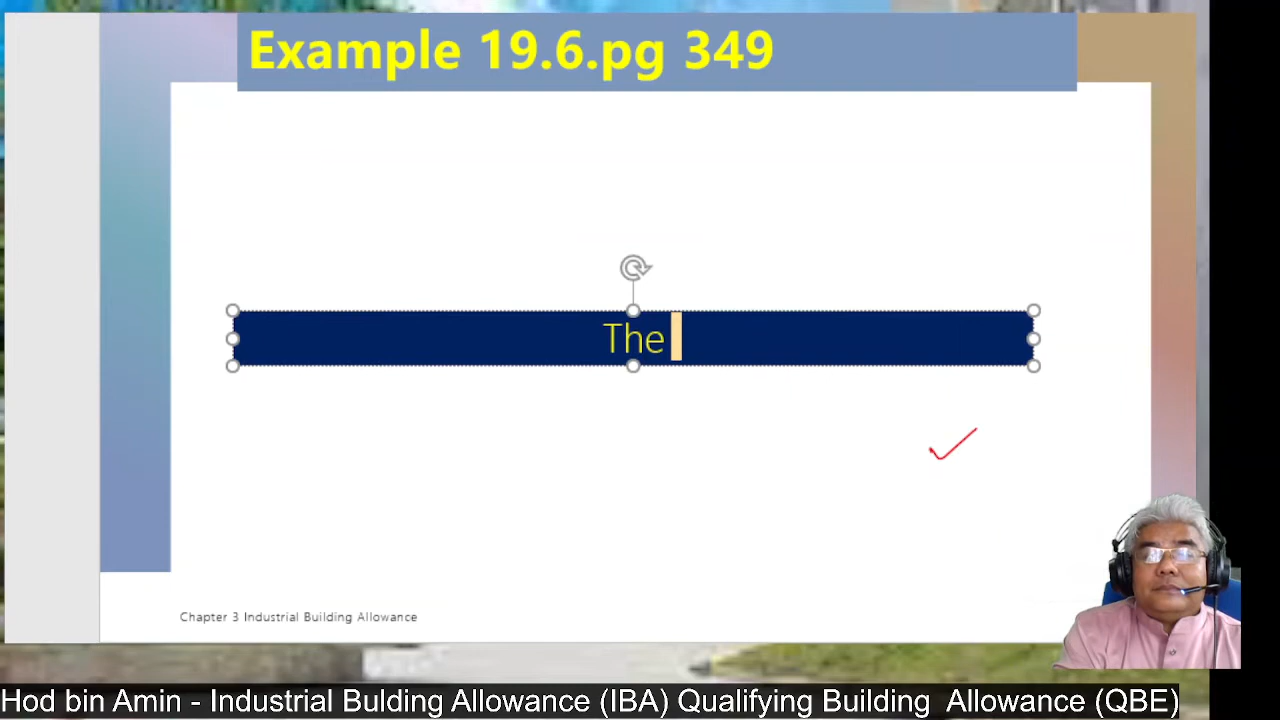 Example 19.6.pg 349
The
Chapter 3 Industrial Building Allowance
Hod bin Amin - Industrial Bulding Allowance (IBA) Qualifying Building Allowance (QBE)